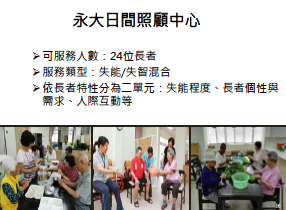 永大日間照顧中心
➢可服務人數：24位長者
➢服務類型：失能/失智混合
➢依長者特性分為二單元：失能程度、長者個性與
需求、人際互動等